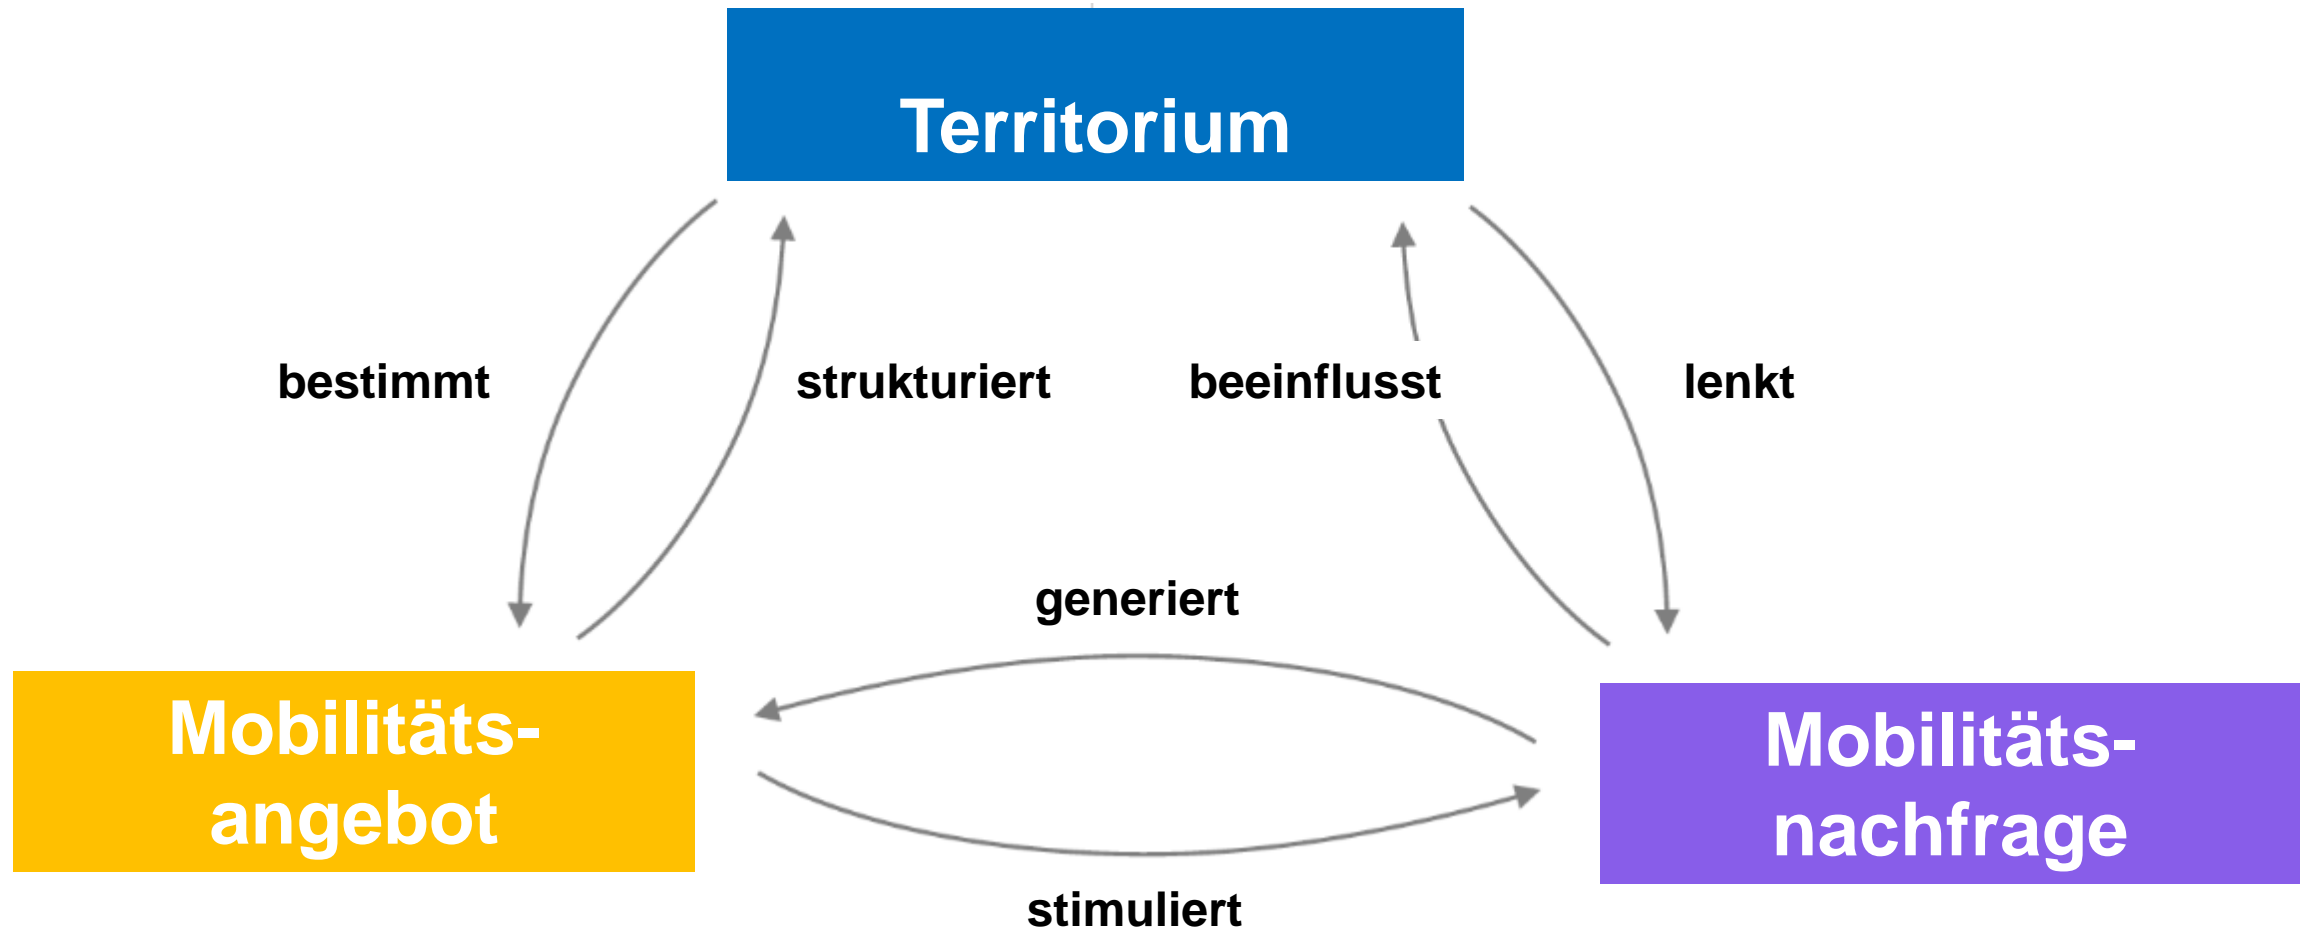 Territorium
bestimmt
strukturiert
beeinflusst
lenkt
generiert
Mobilitäts-
angebot
Mobilitäts-
nachfrage
stimuliert